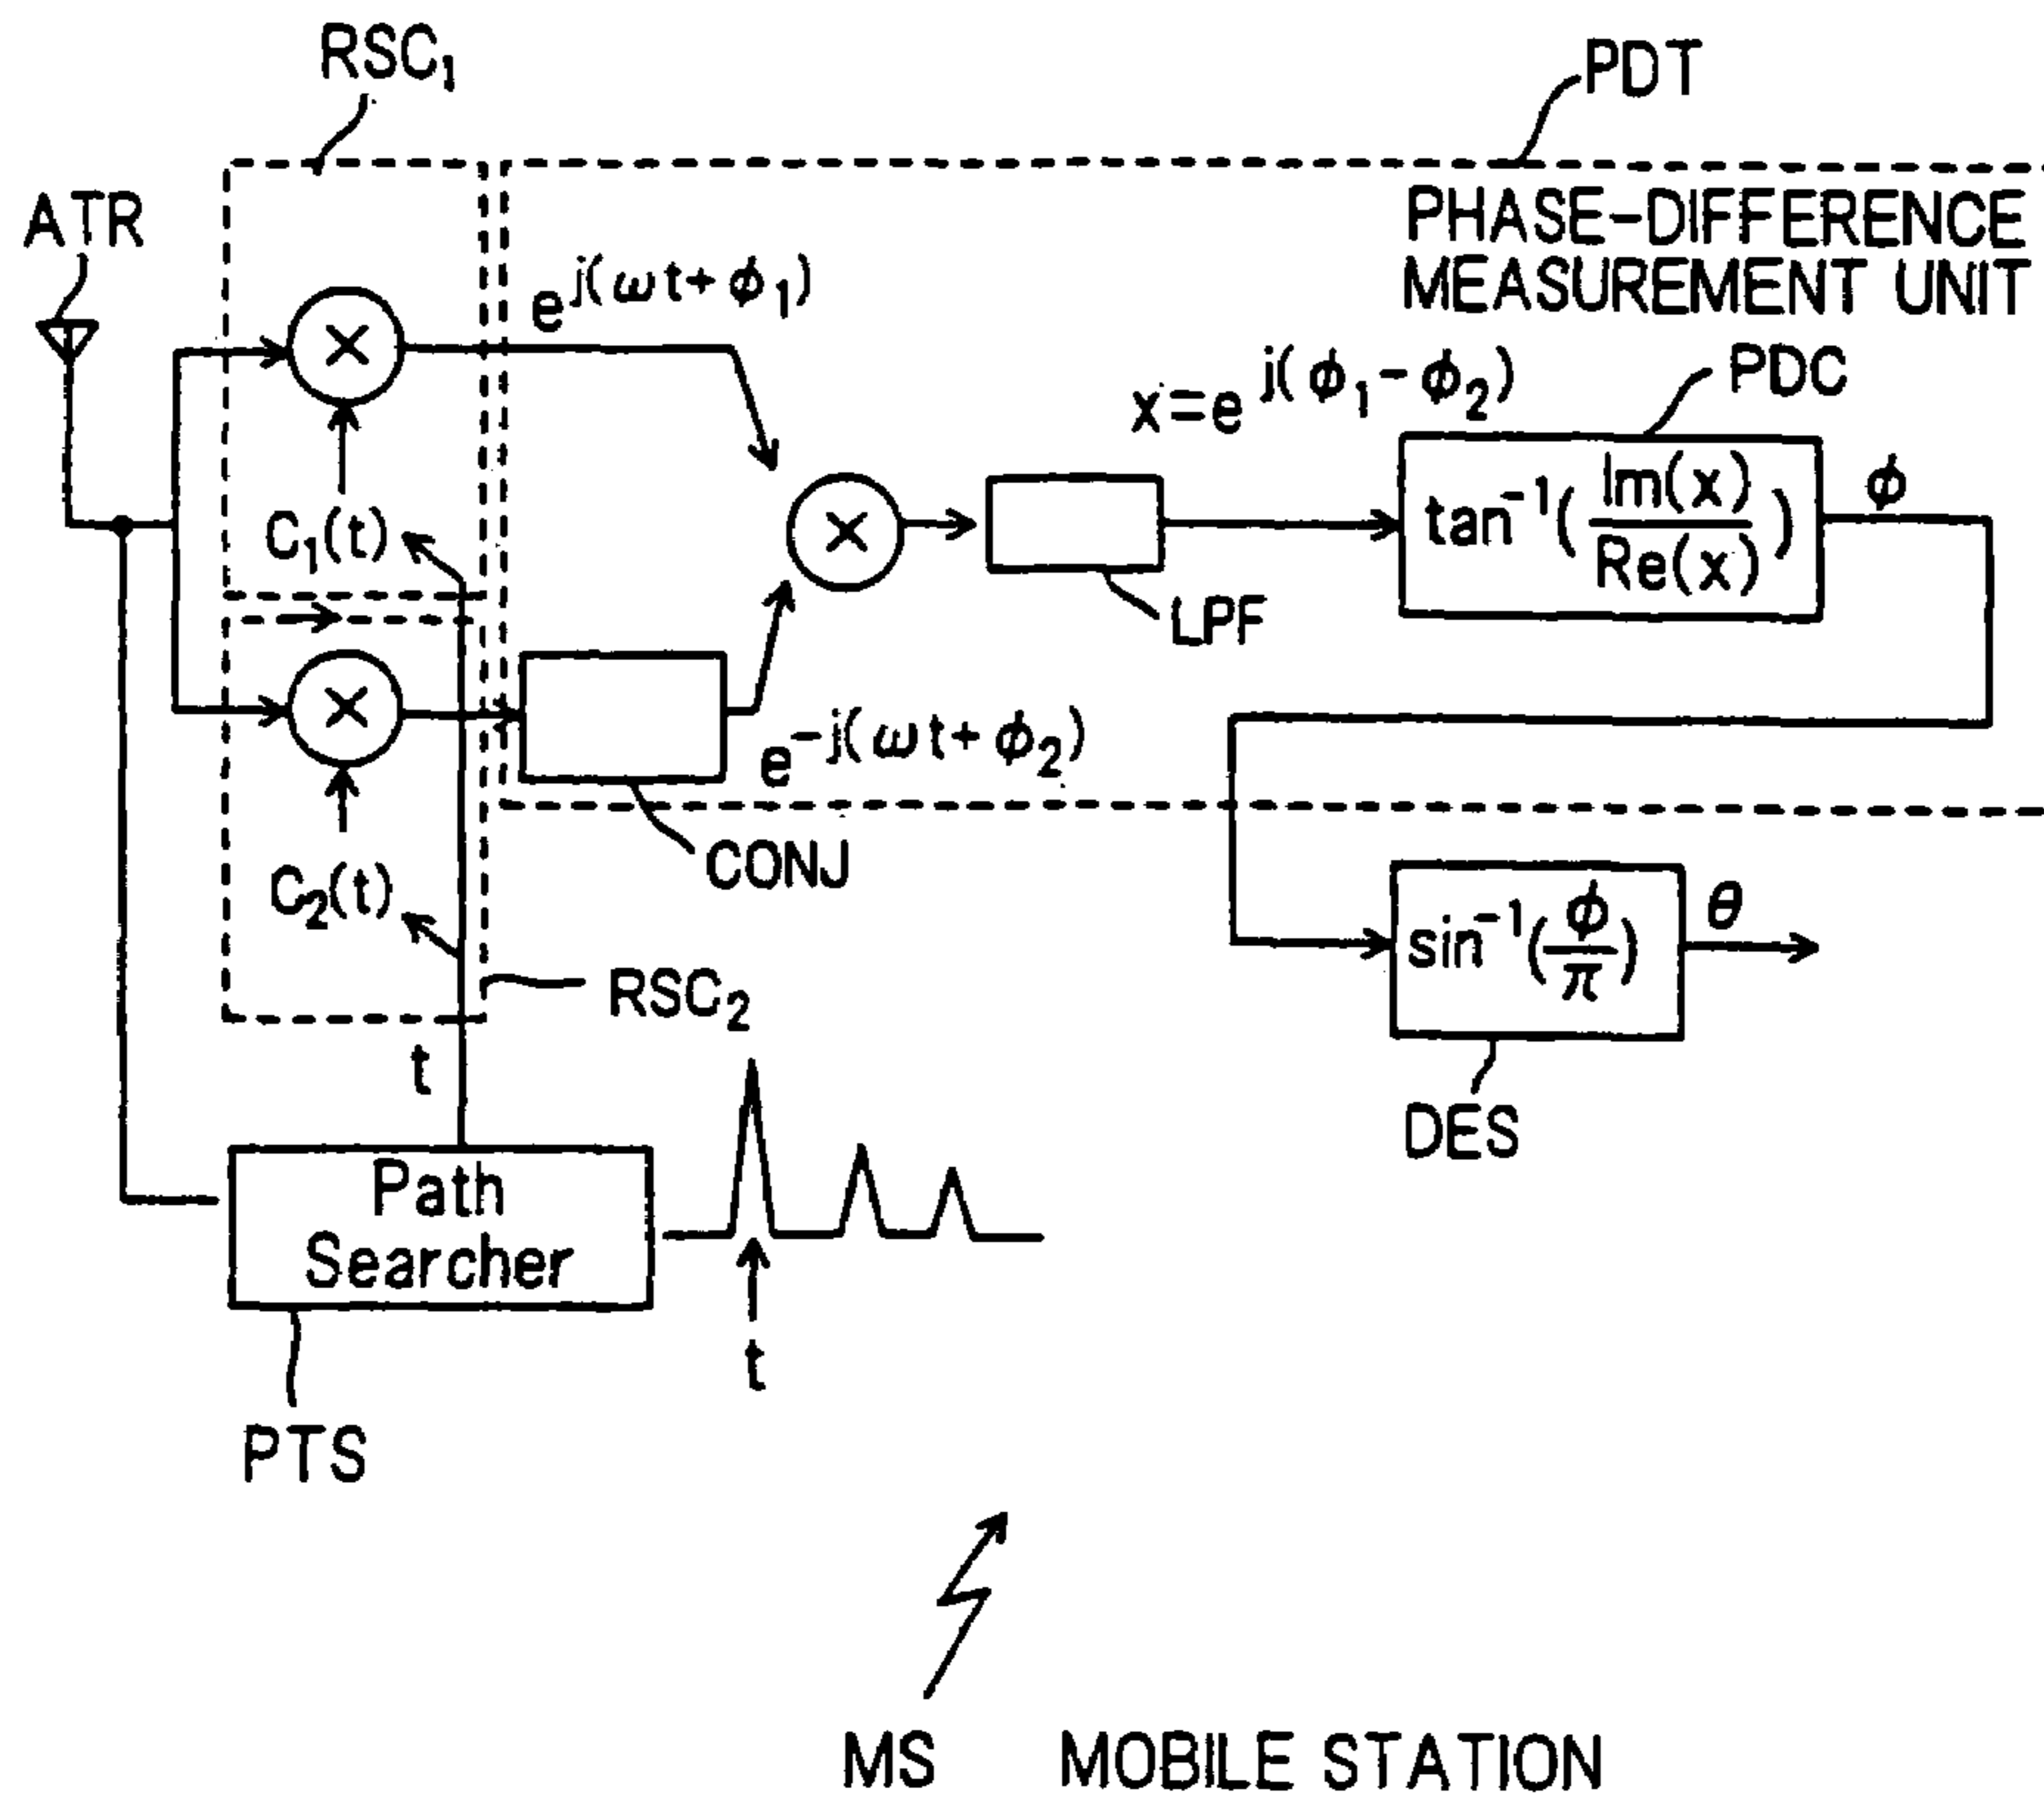 RSC₁
PDT
ATR
PHASE-DIFFERENCE
MEASUREMENT UNIT
e^{j(ωt+ϕ₁)}
x=e^{j(ϕ₁-ϕ₂)}
PDC
×
tan⁻¹(Im(x)/Re(x))
ϕ
C₁(t)
×
LPF
×
e^{-j(ωt+ϕ₂)}
CONJ
C₂(t)
sin⁻¹(ϕ/π)
θ
RSC₂
t
DES
Path
Searcher
t
PTS
MS MOBILE STATION